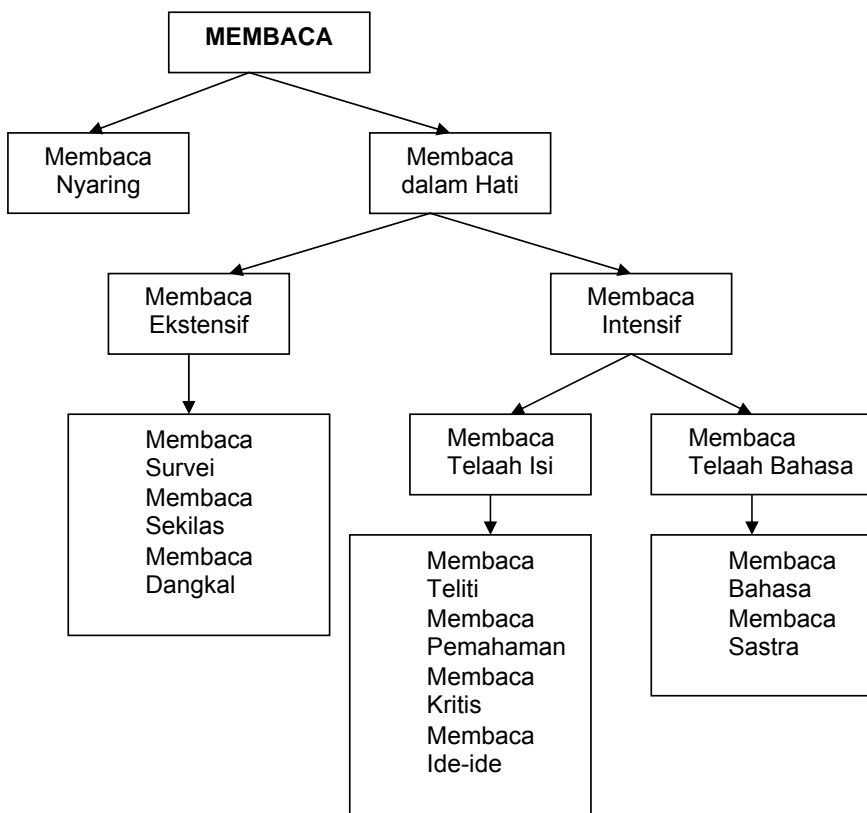 MEMBACA
Membaca
Nyaring
Membaca
dalam Hati
Membaca
Ekstensif
Membaca
Intensif
Membaca
Survei
Membaca
Sekilas
Membaca
Dangkal
Membaca
Telaah Isi
Membaca
Telaah Bahasa
Membaca
Teliti
Membaca
Pemahaman
Membaca
Kritis
Membaca
Ide-ide
Membaca
Bahasa
Membaca
Sastra